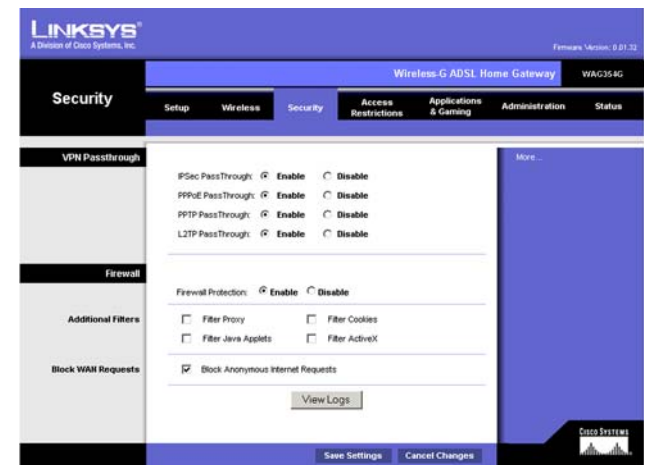 LINKSYS®
A Division of Cisco Systems, Inc.
Firmware Version: 0.01.32
Wireless-G ADSL Home Gateway WAG354G
Security
Setup Wireless Security Access Restrictions Applications & Gaming Administration Status
VPN Passthrough
More...
IPSec PassThrough: Enable Disable
PPPoE PassThrough: Enable Disable
PPTP PassThrough: Enable Disable
L2TP PassThrough: Enable Disable
Firewall
Firewall Protection: Enable Disable
Additional Filters
Filter Proxy Filter Cookies
Filter Java Applets Filter ActiveX
Block WAN Requests
Block Anonymous Internet Requests
View Logs
Save Settings Cancel Changes
CISCO SYSTEMS